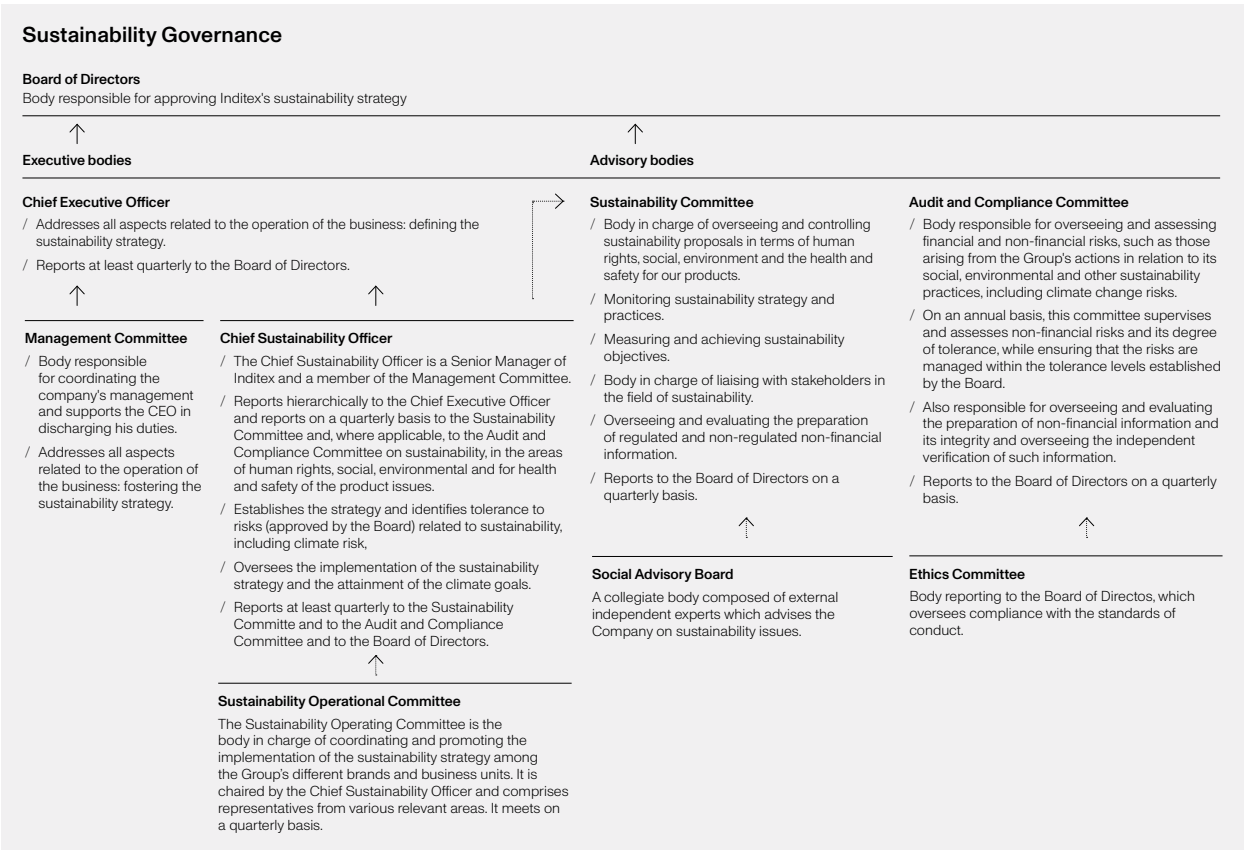 Sustainability Governance
Board of Directors
Body responsible for approving Inditex's sustainability strategy
Executive bodies
Advisory bodies
Chief Executive Officer
/ Addresses all aspects related to the operation of the business: defining the
sustainability strategy.
/ Reports at least quarterly to the Board of Directors.
Management Committee
/ Body responsible
for coordinating the
company's management
and supports the CEO in
discharging his duties.
/ Addresses all aspects
related to the operation of
the business: fostering the
sustainability strategy.
Chief Sustainability Officer
/ The Chief Sustainability Officer is a Senior Manager of
Inditex and a member of the Management Committee.
/ Reports hierarchically to the Chief Executive Officer
and reports on a quarterly basis to the Sustainability
Committee and, where applicable, to the Audit and
Compliance Committee on sustainability, in the areas
of human rights, social, environmental and for health
and safety of the product issues.
/ Establishes the strategy and identifies tolerance to
risks (approved by the Board) related to sustainability,
including climate risk,
/ Oversees the implementation of the sustainability
strategy and the attainment of the climate goals.
/ Reports at least quarterly to the Sustainability
Committe and to the Audit and Compliance
Committee and to the Board of Directors.
Sustainability Operational Committee
The Sustainability Operating Committee is the
body in charge of coordinating and promoting the
implementation of the sustainability strategy among
the Group's different brands and business units. It is
chaired by the Chief Sustainability Officer and comprises
representatives from various relevant areas. It meets on
a quarterly basis.
Sustainability Committee
/ Body in charge of overseeing and controlling
sustainability proposals in terms of human
rights, social, environment and the health and
safety for our products.
/ Monitoring sustainability strategy and
practices.
/ Measuring and achieving sustainability
objectives.
/ Body in charge of liaising with stakeholders in
the field of sustainability.
/ Overseeing and evaluating the preparation
of regulated and non-regulated non-financial
information.
/ Reports to the Board of Directors on a
quarterly basis.
Social Advisory Board
A collegiate body composed of external
independent experts which advises the
Company on sustainability issues.
Audit and Compliance Committee
/ Body responsible for overseeing and assessing
financial and non-financial risks, such as those
arising from the Group's actions in relation to its
social, environmental and other sustainability
practices, including climate change risks.
/ On an annual basis, this committee supervises
and assesses non-financial risks and its degree
of tolerance, while ensuring that the risks are
managed within the tolerance levels established
by the Board.
/ Also responsible for overseeing and evaluating
the preparation of non-financial information and
its integrity and overseeing the independent
verification of such information.
/ Reports to the Board of Directors on a quarterly
basis.
Ethics Committee
Body reporting to the Board of Directos, which
oversees compliance with the standards of
conduct.